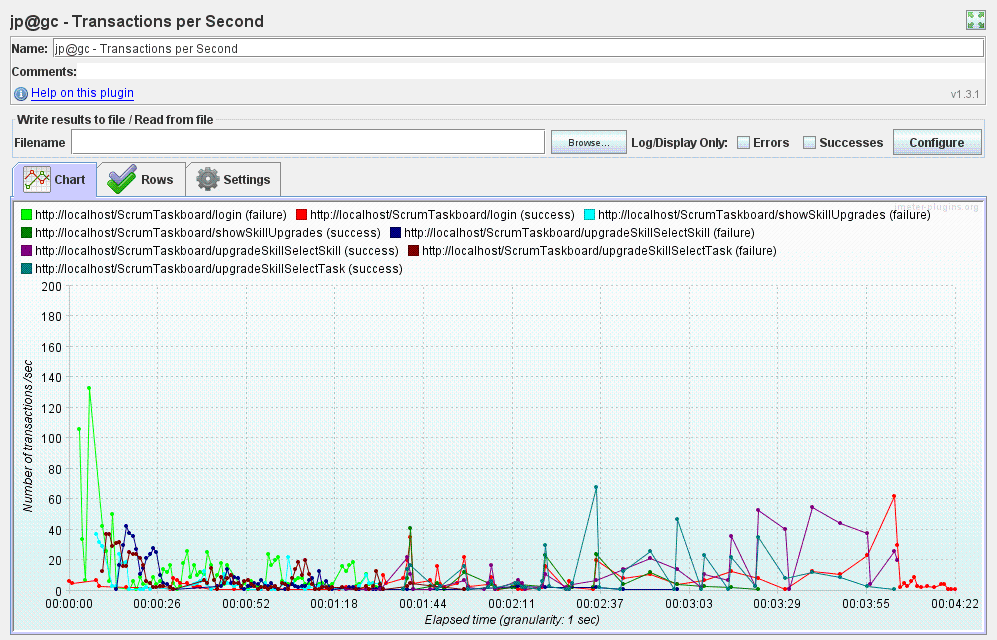 jp@gc - Transactions per Second
Name: jp@gc - Transactions per Second
Comments:
Help on this plugin
v1.3.1
Write results to file / Read from file
Filename Browse... Log/Display Only: Errors Successes Configure
Chart Rows Settings
jmeter-plugins.org
http://localhost/ScrumTaskboard/login (failure) http://localhost/ScrumTaskboard/login (success) http://localhost/ScrumTaskboard/showSkillUpgrades (failure)
http://localhost/ScrumTaskboard/showSkillUpgrades (success) http://localhost/ScrumTaskboard/upgradeSkillSelectSkill (failure)
http://localhost/ScrumTaskboard/upgradeSkillSelectSkill (success) http://localhost/ScrumTaskboard/upgradeSkillSelectTask (failure)
http://localhost/ScrumTaskboard/upgradeSkillSelectTask (success)
200
180
160
140
120
100
80
60
40
20
0
Number of transactions /sec
00:00:00 00:00:26 00:00:52 00:01:18 00:01:44 00:02:11 00:02:37 00:03:03 00:03:29 00:03:55 00:04:22
Elapsed time (granularity: 1 sec)